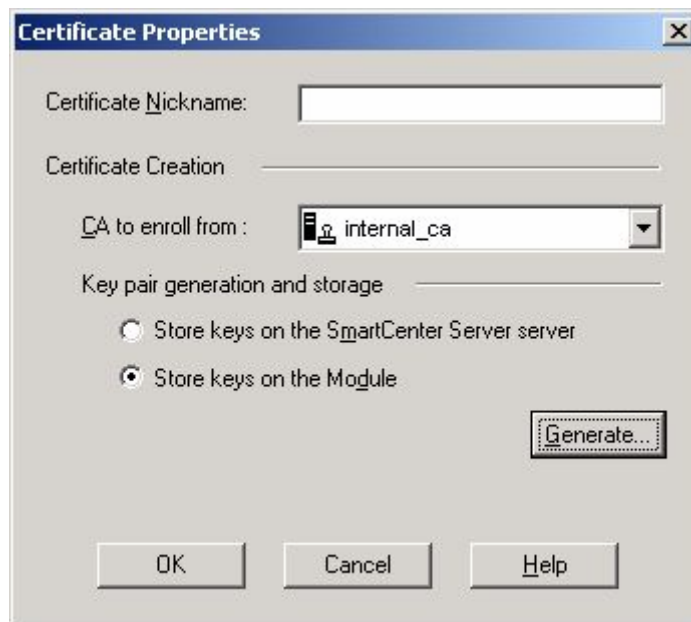 Certificate Properties
Certificate Nickname:
Certificate Creation
CA to enroll from :
internal_ca
Key pair generation and storage
Store keys on the SmartCenter Server server
Store keys on the Module
Generate...
OK Cancel Help